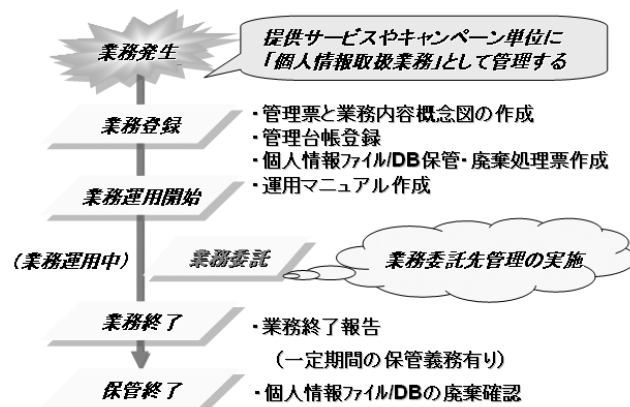 業務発生
提供サービスやキャンペーン単位に
「個人情報取扱業務」として管理する
業務登録
・管理票と業務内容概念図の作成
・管理台帳登録
・個人情報ファイル/DB保管・廃棄処理票作成
業務運用開始
・運用マニュアル作成
(業務運用中)
業務委託
業務委託先管理の実施
業務終了
・業務終了報告
(一定期間の保管義務有り)
保管終了
・個人情報ファイル/DBの廃棄確認